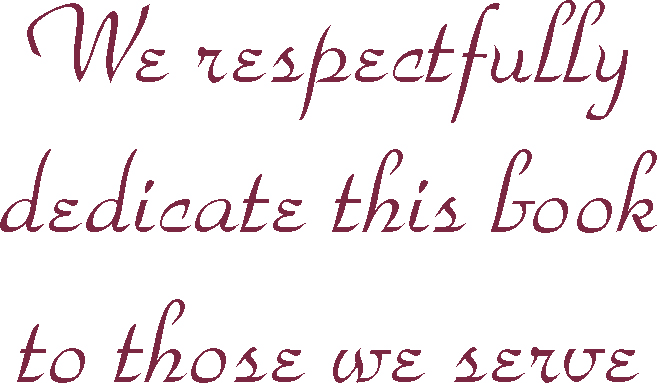 We respectfully
dedicate this book
to those we serve